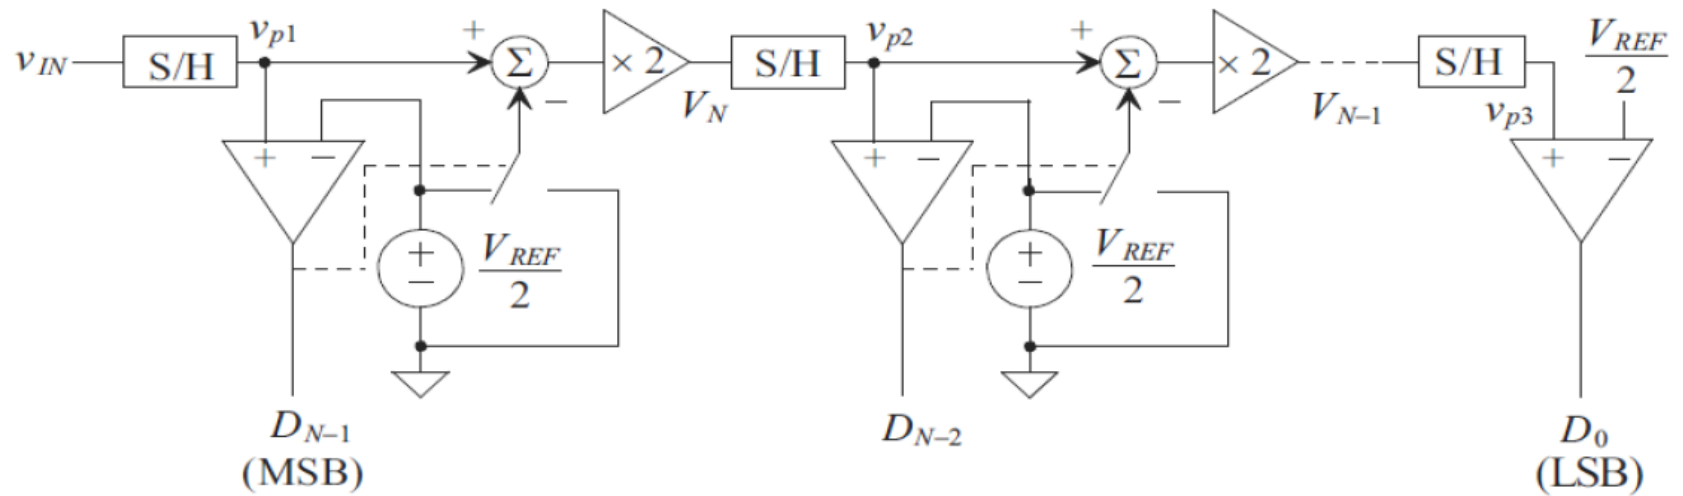 v_IN S/H v_p1 + Σ − × 2 V_N S/H v_p2 + Σ − × 2 V_N–1 S/H v_p3 V_REF
2
+ − + − + −
+ − V_REF
2
+ − V_REF
2
D_N–1
(MSB)
D_N–2
D_0
(LSB)